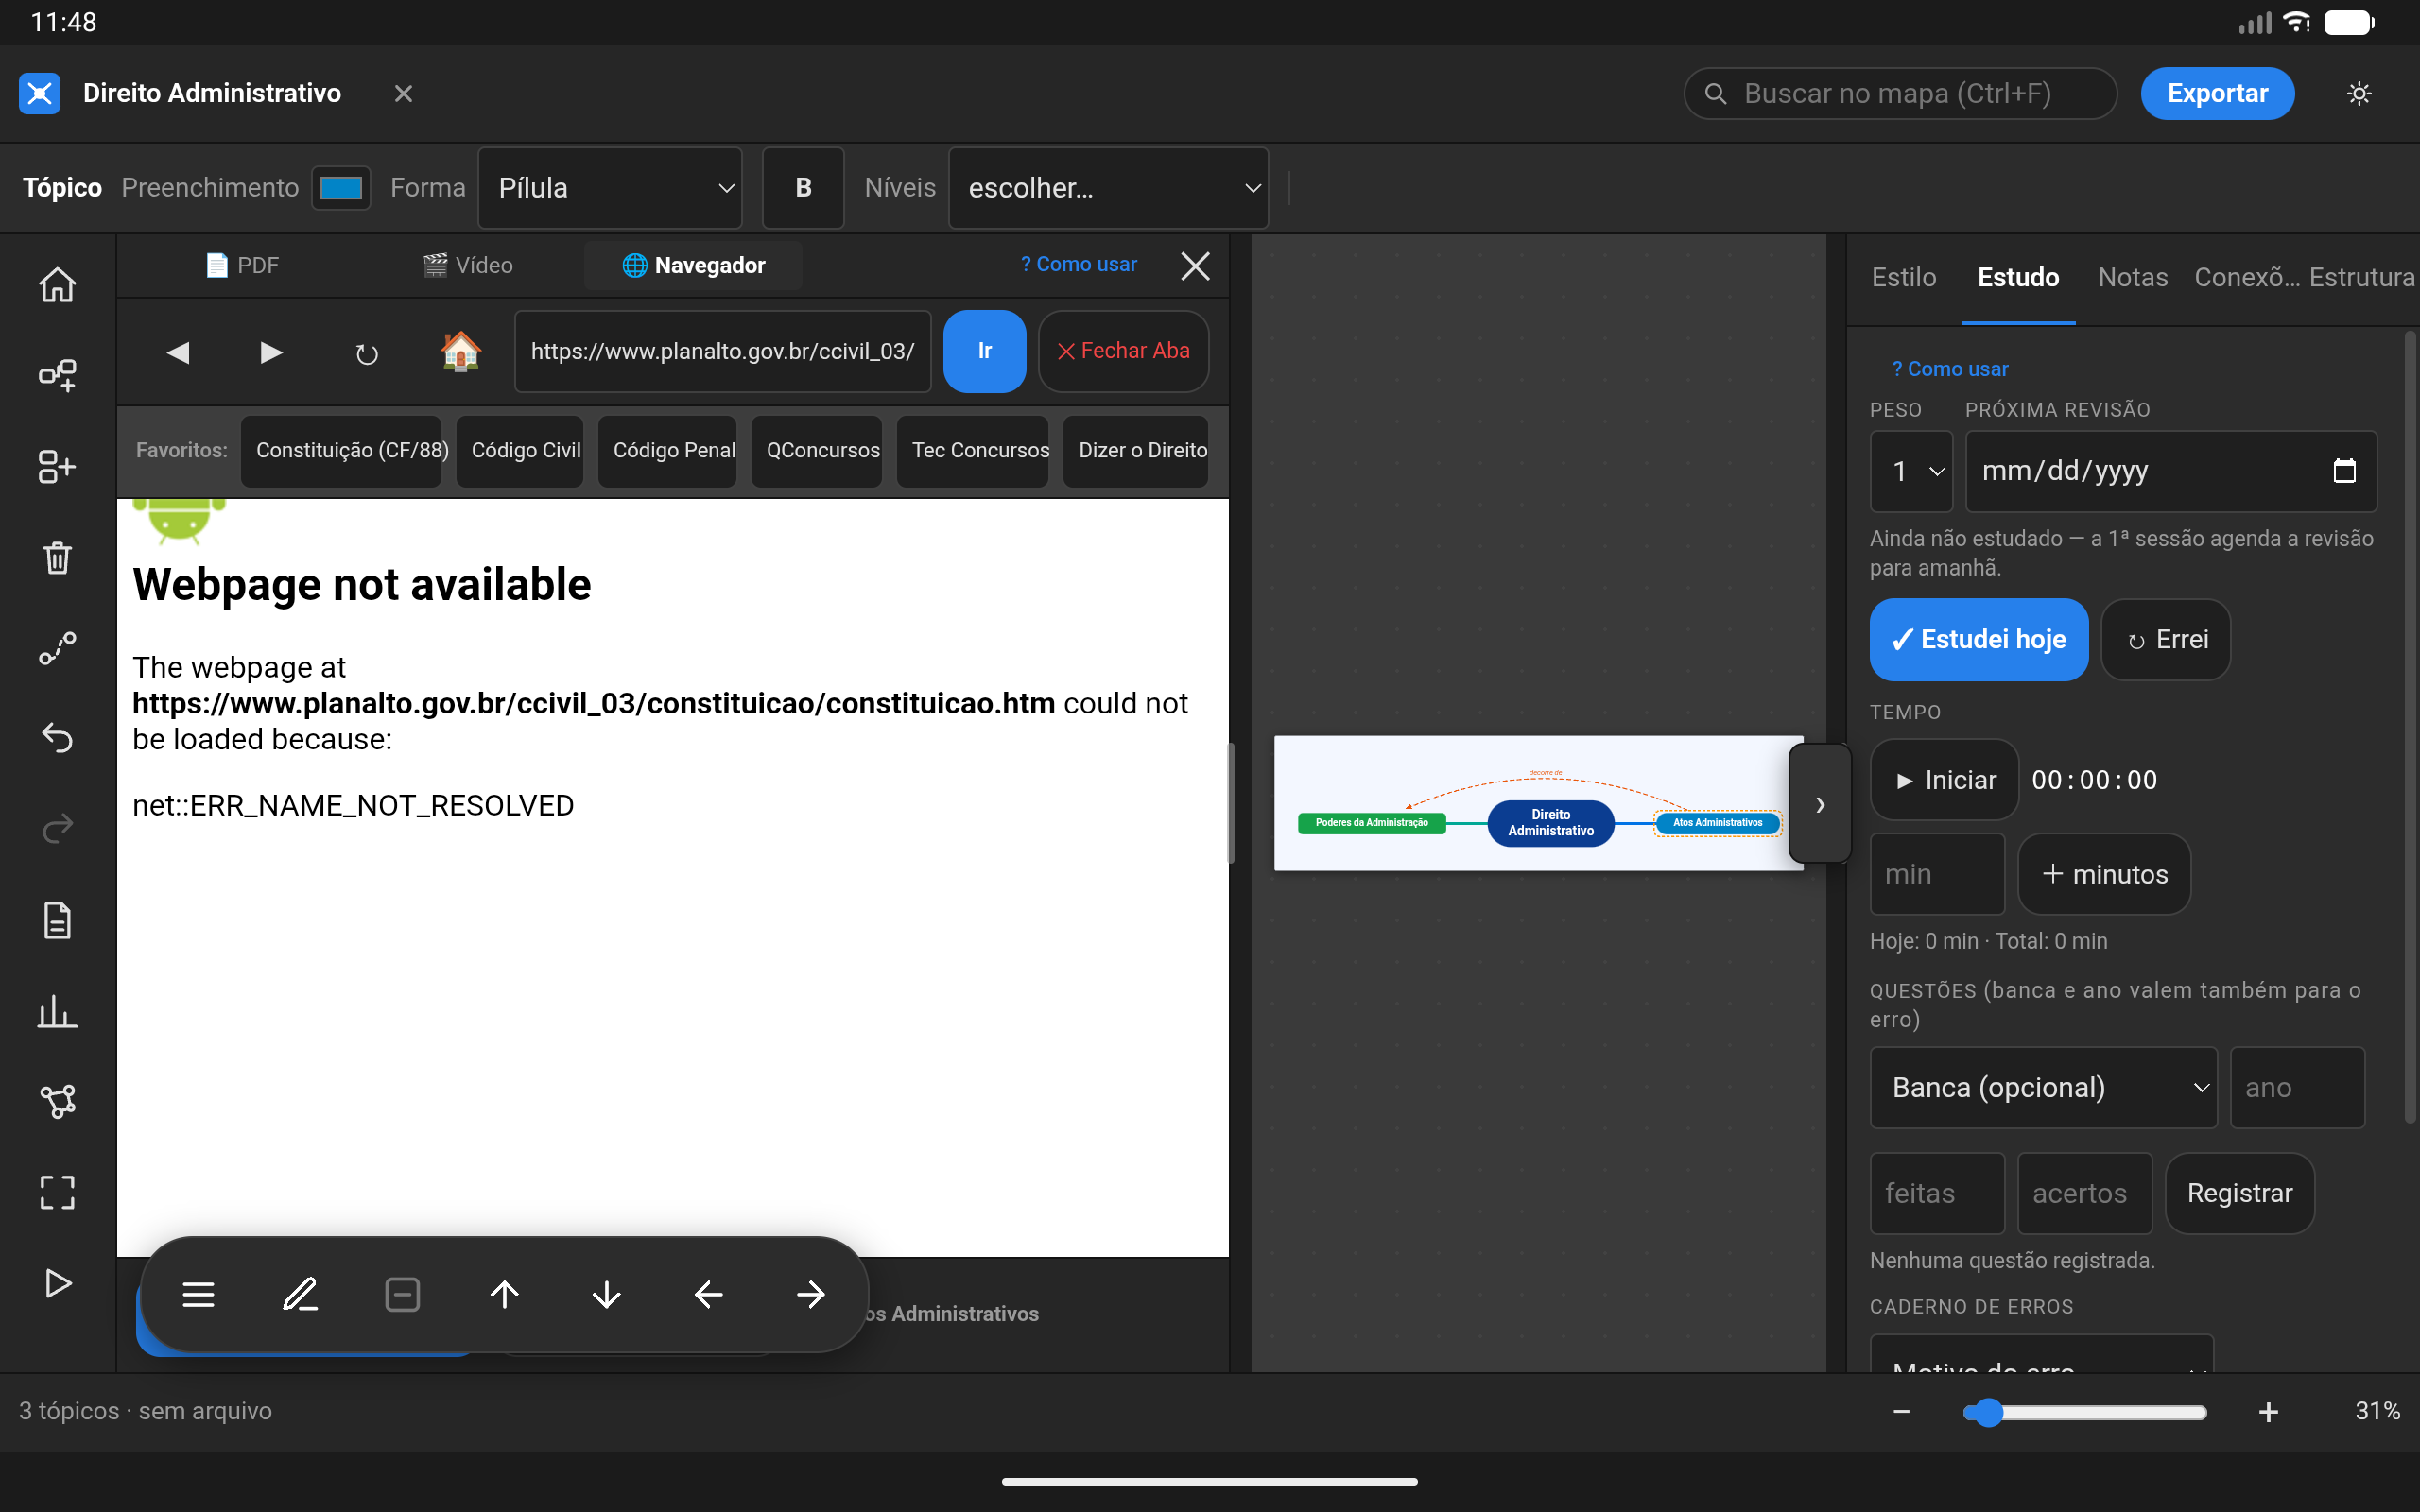 11:48
Direito Administrativo
Buscar no mapa (Ctrl+F)
Exportar
Tópico Preenchimento Forma Pílula B Níveis escolher...
PDF Vídeo Navegador ? Como usar
https://www.planalto.gov.br/ccivil_03/ Ir Fechar Aba
Favoritos: Constituição (CF/88) Código Civil Código Penal QConcursos Tec Concursos Dizer o Direito
Webpage not available
The webpage at
https://www.planalto.gov.br/ccivil_03/constituicao/constituicao.htm could not
be loaded because:
net::ERR_NAME_NOT_RESOLVED
os Administrativos
decorre de
Poderes da Administração
Direito
Administrativo
Atos Administrativos
Estilo Estudo Notas Conexõ... Estrutura
? Como usar
PESO PRÓXIMA REVISÃO
1 mm/dd/yyyy
Ainda não estudado — a 1ª sessão agenda a revisão
para amanhã.
✓ Estudei hoje ↻ Errei
TEMPO
► Iniciar 00:00:00
min + minutos
Hoje: 0 min · Total: 0 min
QUESTÕES (banca e ano valem também para o
erro)
Banca (opcional) ano
feitas acertos Registrar
Nenhuma questão registrada.
CADERNO DE ERROS
3 tópicos · sem arquivo
− + 31%